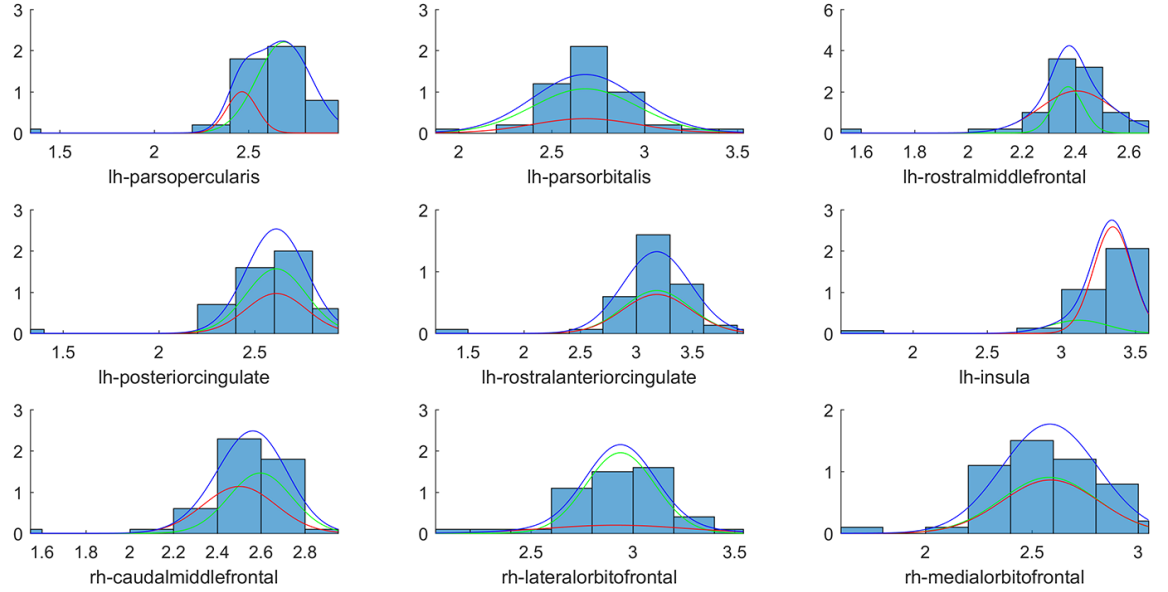 3 3 6
2 2 4
1 1 2
0 0 0
1.5 2 2.5 2 2.5 3 3.5 1.6 1.8 2 2.2 2.4 2.6
lh-parsopercularis lh-parsorbitalis lh-rostralmiddlefrontal
3 2 3
2 2
1 1 1
0 0 0
1.5 2 2.5 1.5 2 2.5 3 3.5 2 2.5 3 3.5
lh-posteriorcingulate lh-rostralanteriorcingulate lh-insula
3 3 2
2 2
1 1 1
0 0 0
1.6 1.8 2 2.2 2.4 2.6 2.8 2.5 3 3.5 2 2.5 3
rh-caudalmiddlefrontal rh-lateralorbitofrontal rh-medialorbitofrontal